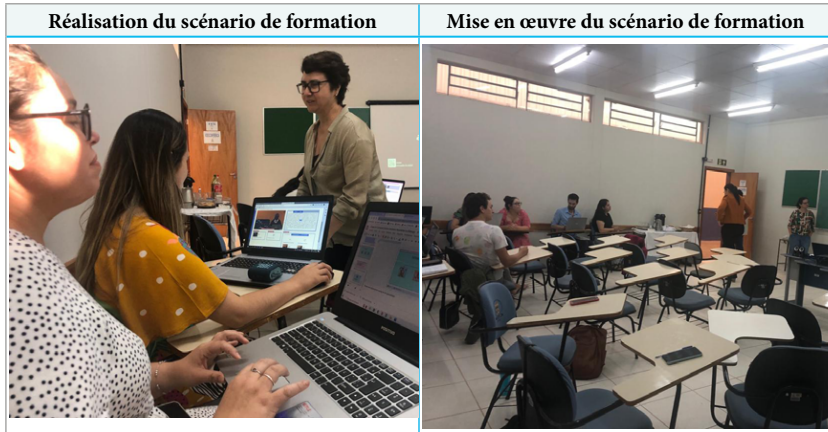 Réalisation du scénario de formation
Mise en œuvre du scénario de formation